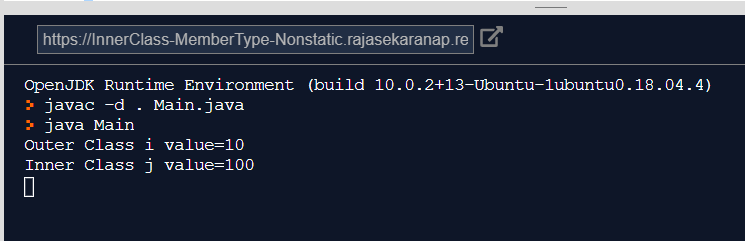 https://InnerClass-MemberType-Nonstatic.rajasekaranap.re
OpenJDK Runtime Environment (build 10.0.2+13-Ubuntu-1ubuntu0.18.04.4)
> javac -d . Main.java
> java Main
Outer Class i value=10
Inner Class j value=100